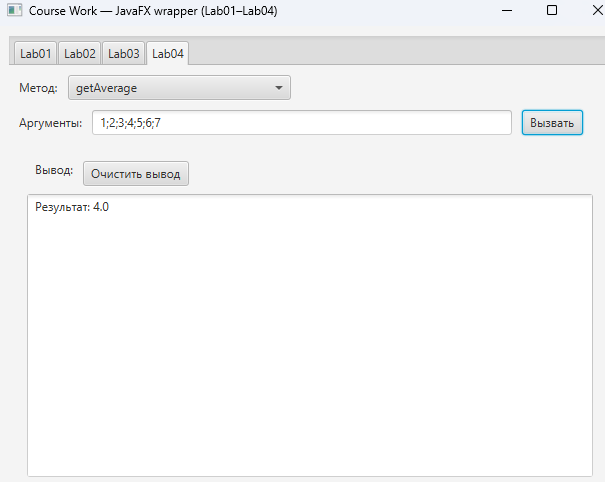 Course Work — JavaFX wrapper (Lab01–Lab04)
Lab01 Lab02 Lab03 Lab04
Метод: getAverage
Аргументы: 1;2;3;4;5;6;7 Вызвать
Вывод: Очистить вывод
Результат: 4.0